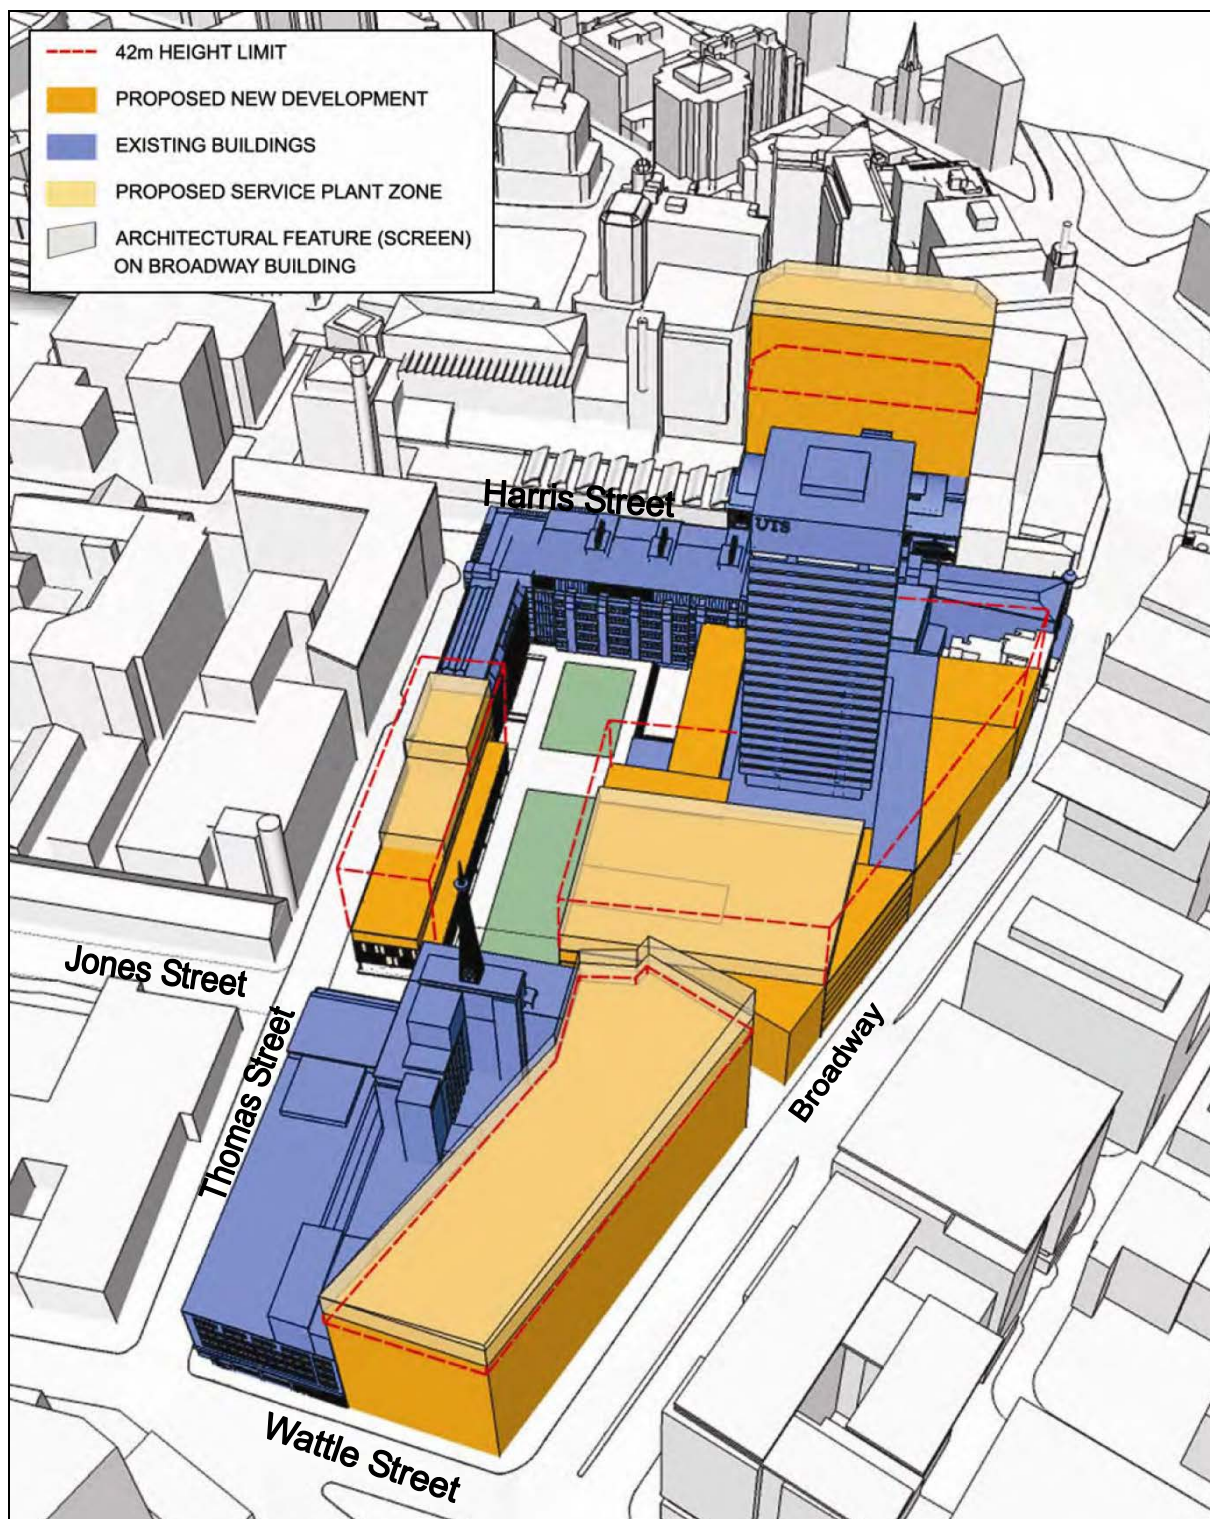 42m HEIGHT LIMIT
PROPOSED NEW DEVELOPMENT
EXISTING BUILDINGS
PROPOSED SERVICE PLANT ZONE
ARCHITECTURAL FEATURE (SCREEN)
ON BROADWAY BUILDING
Harris Street
UTS
Jones Street
Thomas Street
Broadway
Wattle Street